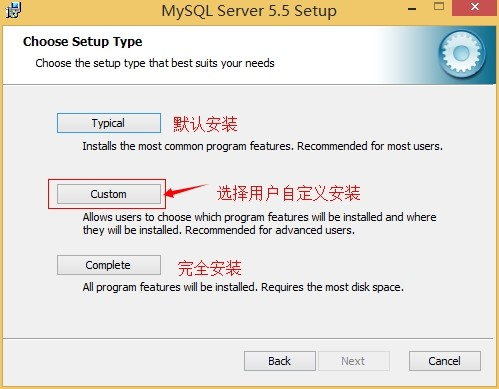 MySQL Server 5.5 Setup
Choose Setup Type
Choose the setup type that best suits your needs
Typical
默认安装
Installs the most common program features. Recommended for most users.
Custom
选择用户自定义安装
Allows users to choose which program features will be installed and where
they will be installed. Recommended for advanced users.
Complete
完全安装
All program features will be installed. Requires the most disk space.
Back
Next
Cancel